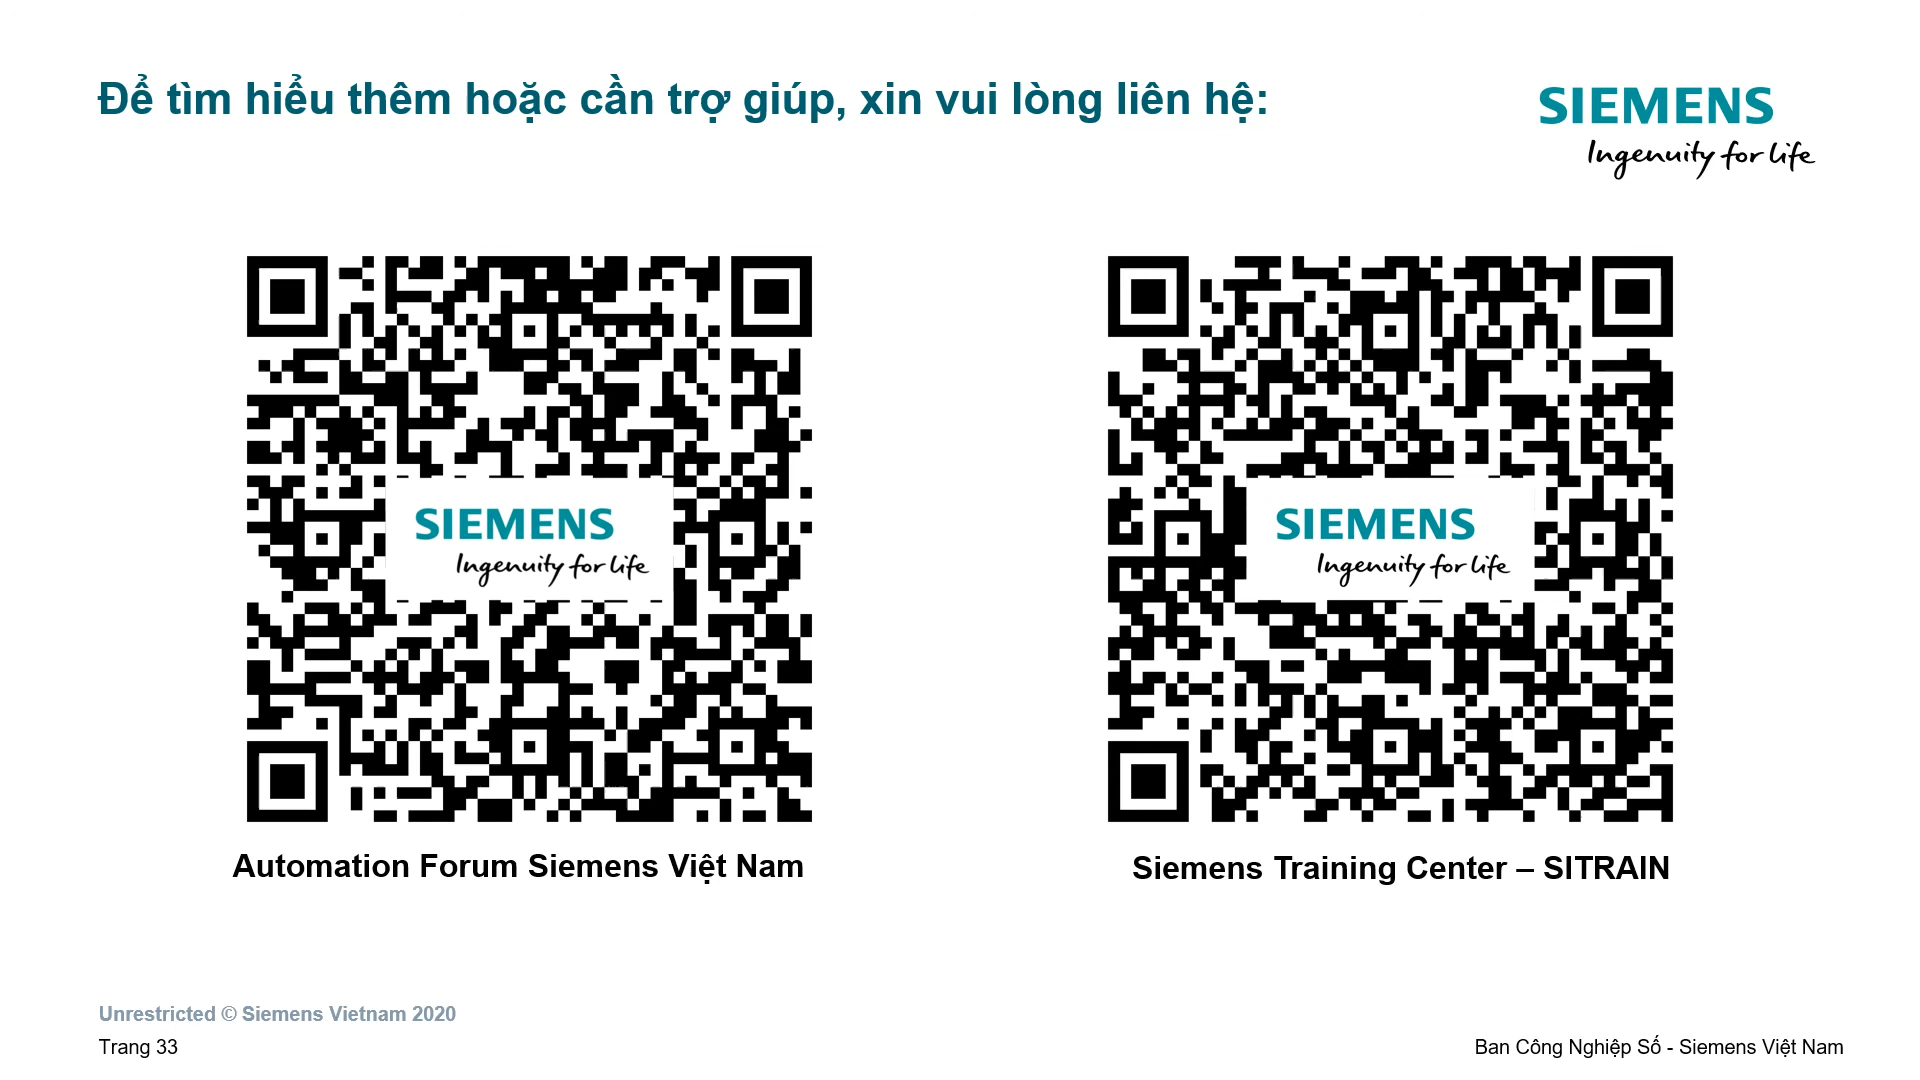 Để tìm hiểu thêm hoặc cần trợ giúp, xin vui lòng liên hệ:
SIEMENS
Ingenuity for life
SIEMENS
Ingenuity for life
SIEMENS
Ingenuity for life
Automation Forum Siemens Việt Nam
Siemens Training Center – SITRAIN
Unrestricted © Siemens Vietnam 2020
Trang 33
Ban Công Nghiệp Số - Siemens Việt Nam